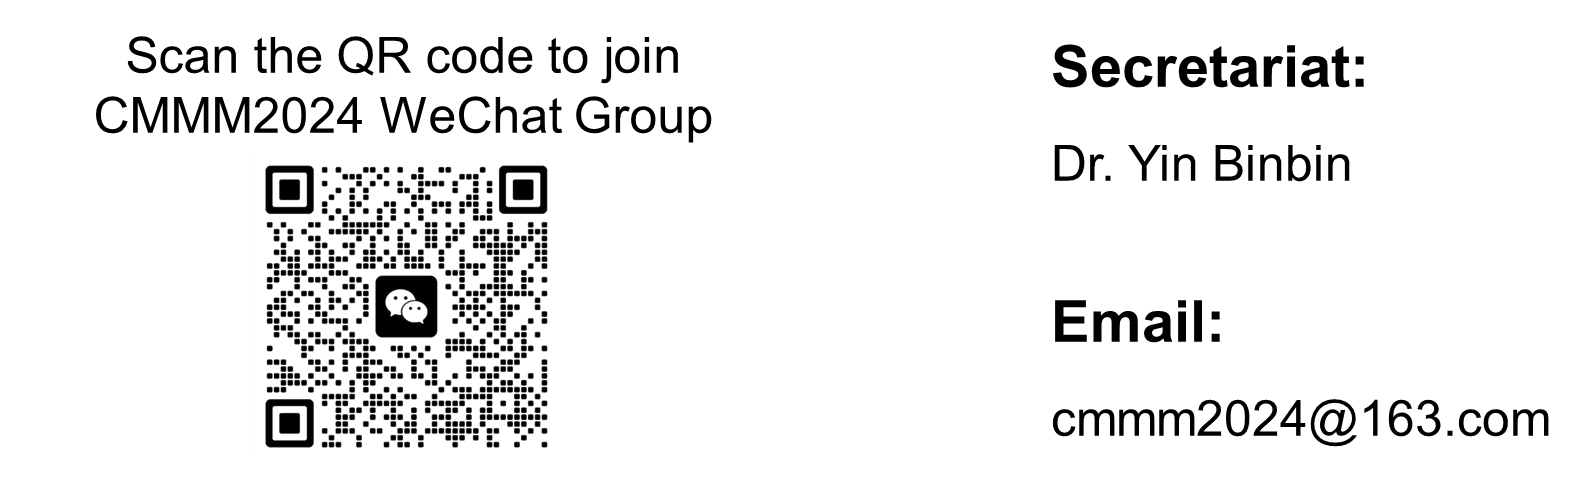 Scan the QR code to join
CMMM2024 WeChat Group
Secretariat:
Dr. Yin Binbin
Email:
cmmm2024@163.com